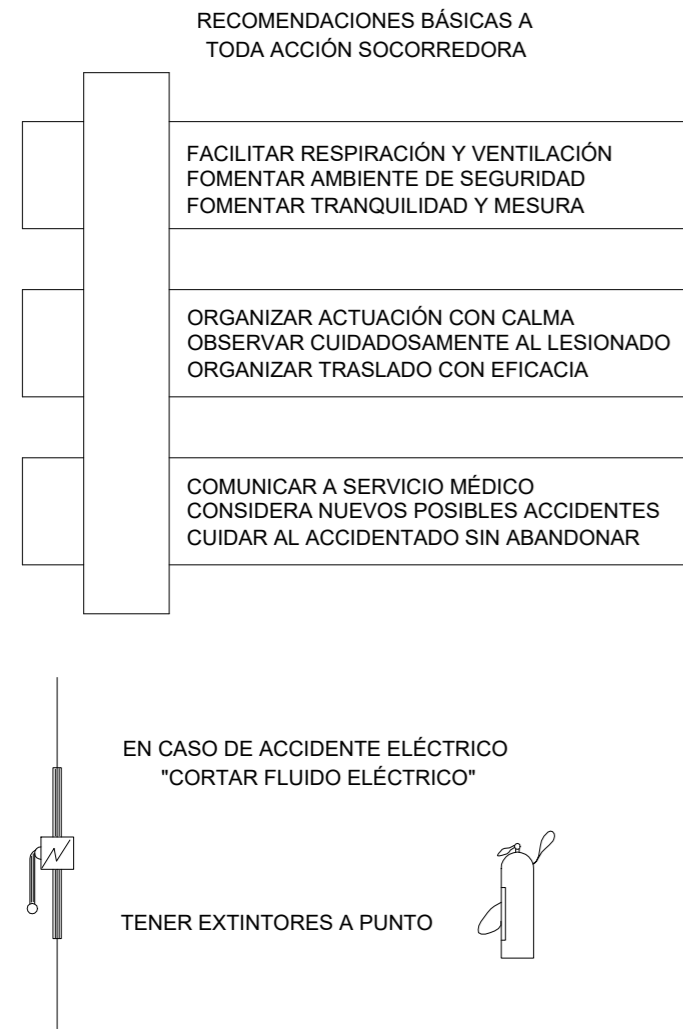 RECOMENDACIONES BÁSICAS A
TODA ACCIÓN SOCORREDORA
FACILITAR RESPIRACIÓN Y VENTILACIÓN
FOMENTAR AMBIENTE DE SEGURIDAD
FOMENTAR TRANQUILIDAD Y MESURA
ORGANIZAR ACTUACIÓN CON CALMA
OBSERVAR CUIDADOSAMENTE AL LESIONADO
ORGANIZAR TRASLADO CON EFICACIA
COMUNICAR A SERVICIO MÉDICO
CONSIDERA NUEVOS POSIBLES ACCIDENTES
CUIDAR AL ACCIDENTADO SIN ABANDONAR
EN CASO DE ACCIDENTE ELÉCTRICO
"CORTAR FLUIDO ELÉCTRICO"
TENER EXTINTORES A PUNTO